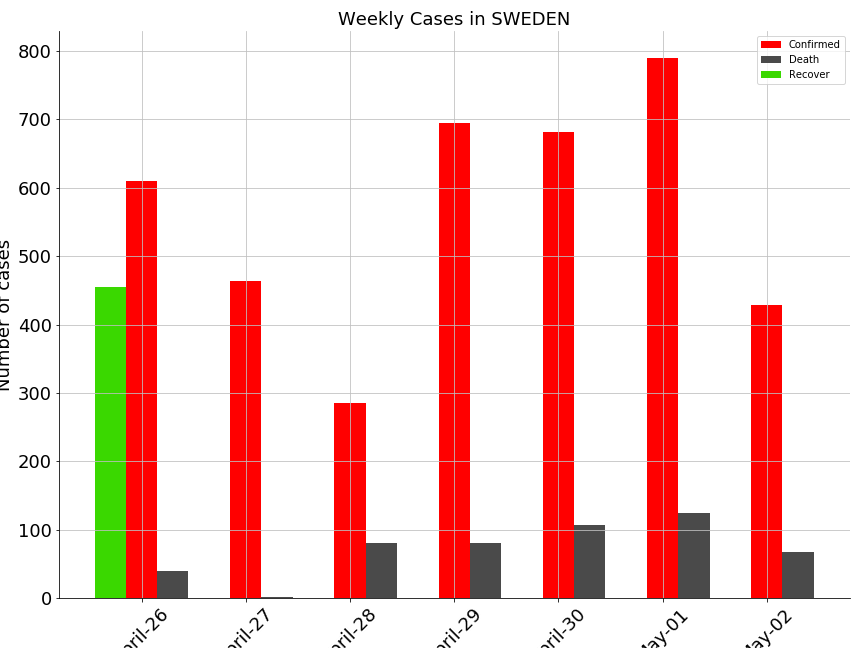 Weekly Cases in SWEDEN
Confirmed
Death
Recover
800
700
600
500
400
300
200
100
0
Number of cases
pril-26
pril-27
pril-28
pril-29
pril-30
May-01
May-02